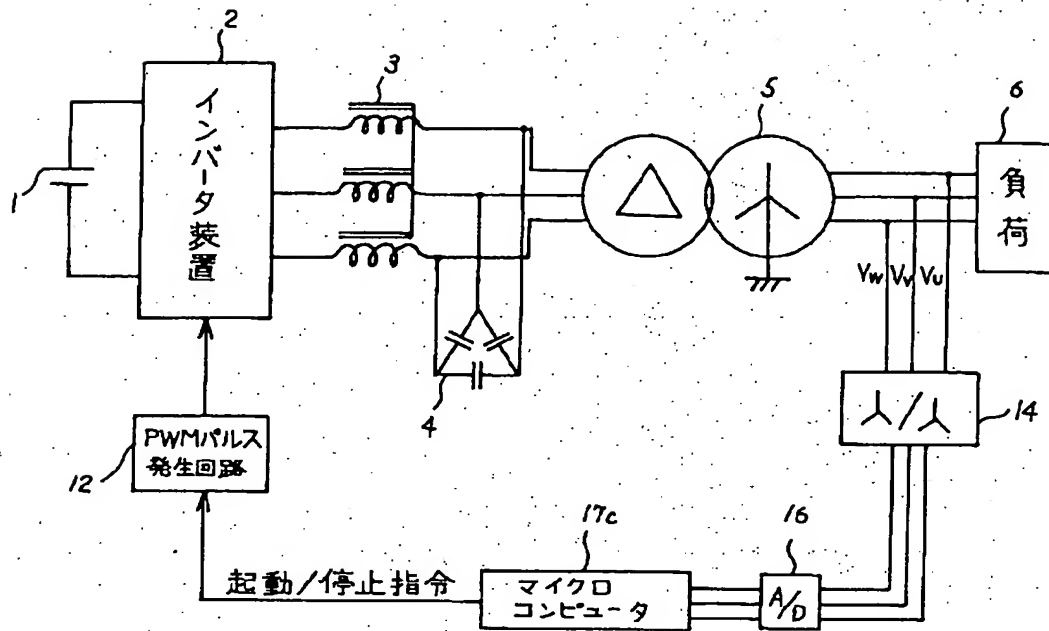 2
インバータ装置
1
3
4
5
6
負荷
Vw Vv Vu
14
12
PWMパルス
発生回路
起動/停止指令
17c
マイクロ
コンピュータ
16
A/D